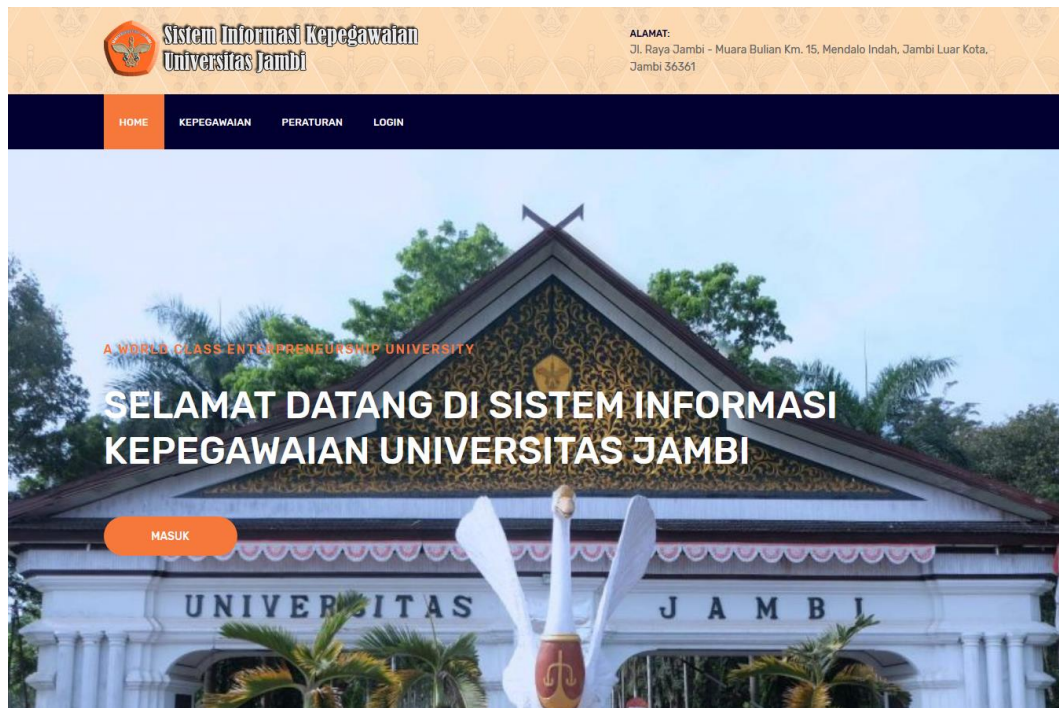 Sistem Informasi Kepegawaian
Universitas Jambi
ALAMAT:
Jl. Raya Jambi - Muara Bulian Km. 15, Mendalo Indah, Jambi Luar Kota,
Jambi 36361
HOME KEPEGAWAIAN PERATURAN LOGIN
A WORLD CLASS ENTERPRENEURSHIP UNIVERSITY
SELAMAT DATANG DI SISTEM INFORMASI
KEPEGAWAIAN UNIVERSITAS JAMBI
MASUK
UNIVERSITAS JAMBI